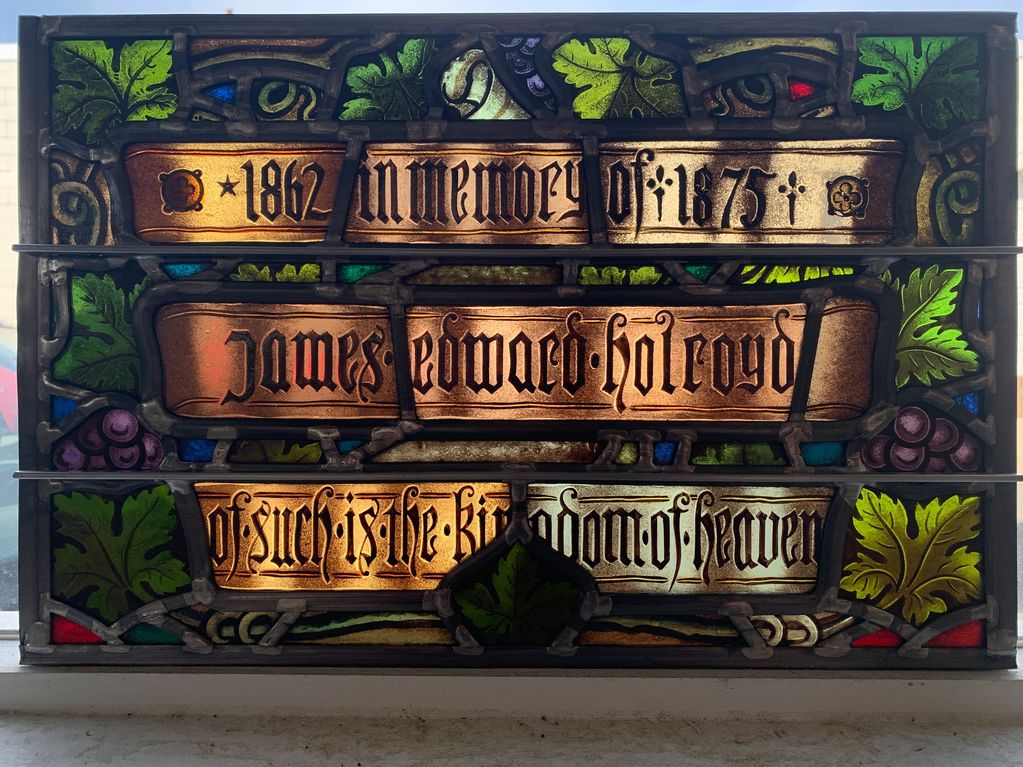 1862 in memory of 1875
james · edward · holroyd
of · such · is · the · kingdom · of · heaven